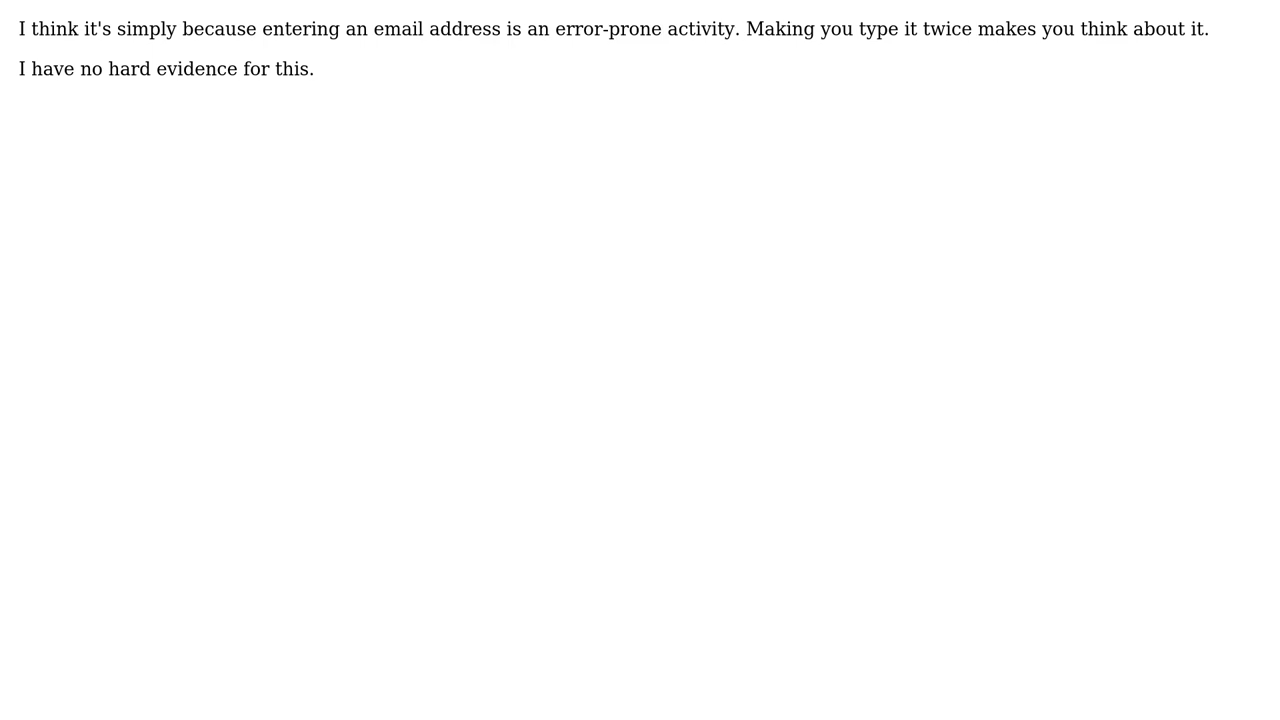 I think it's simply because entering an email address is an error-prone activity. Making you type it twice makes you think about it.
I have no hard evidence for this.